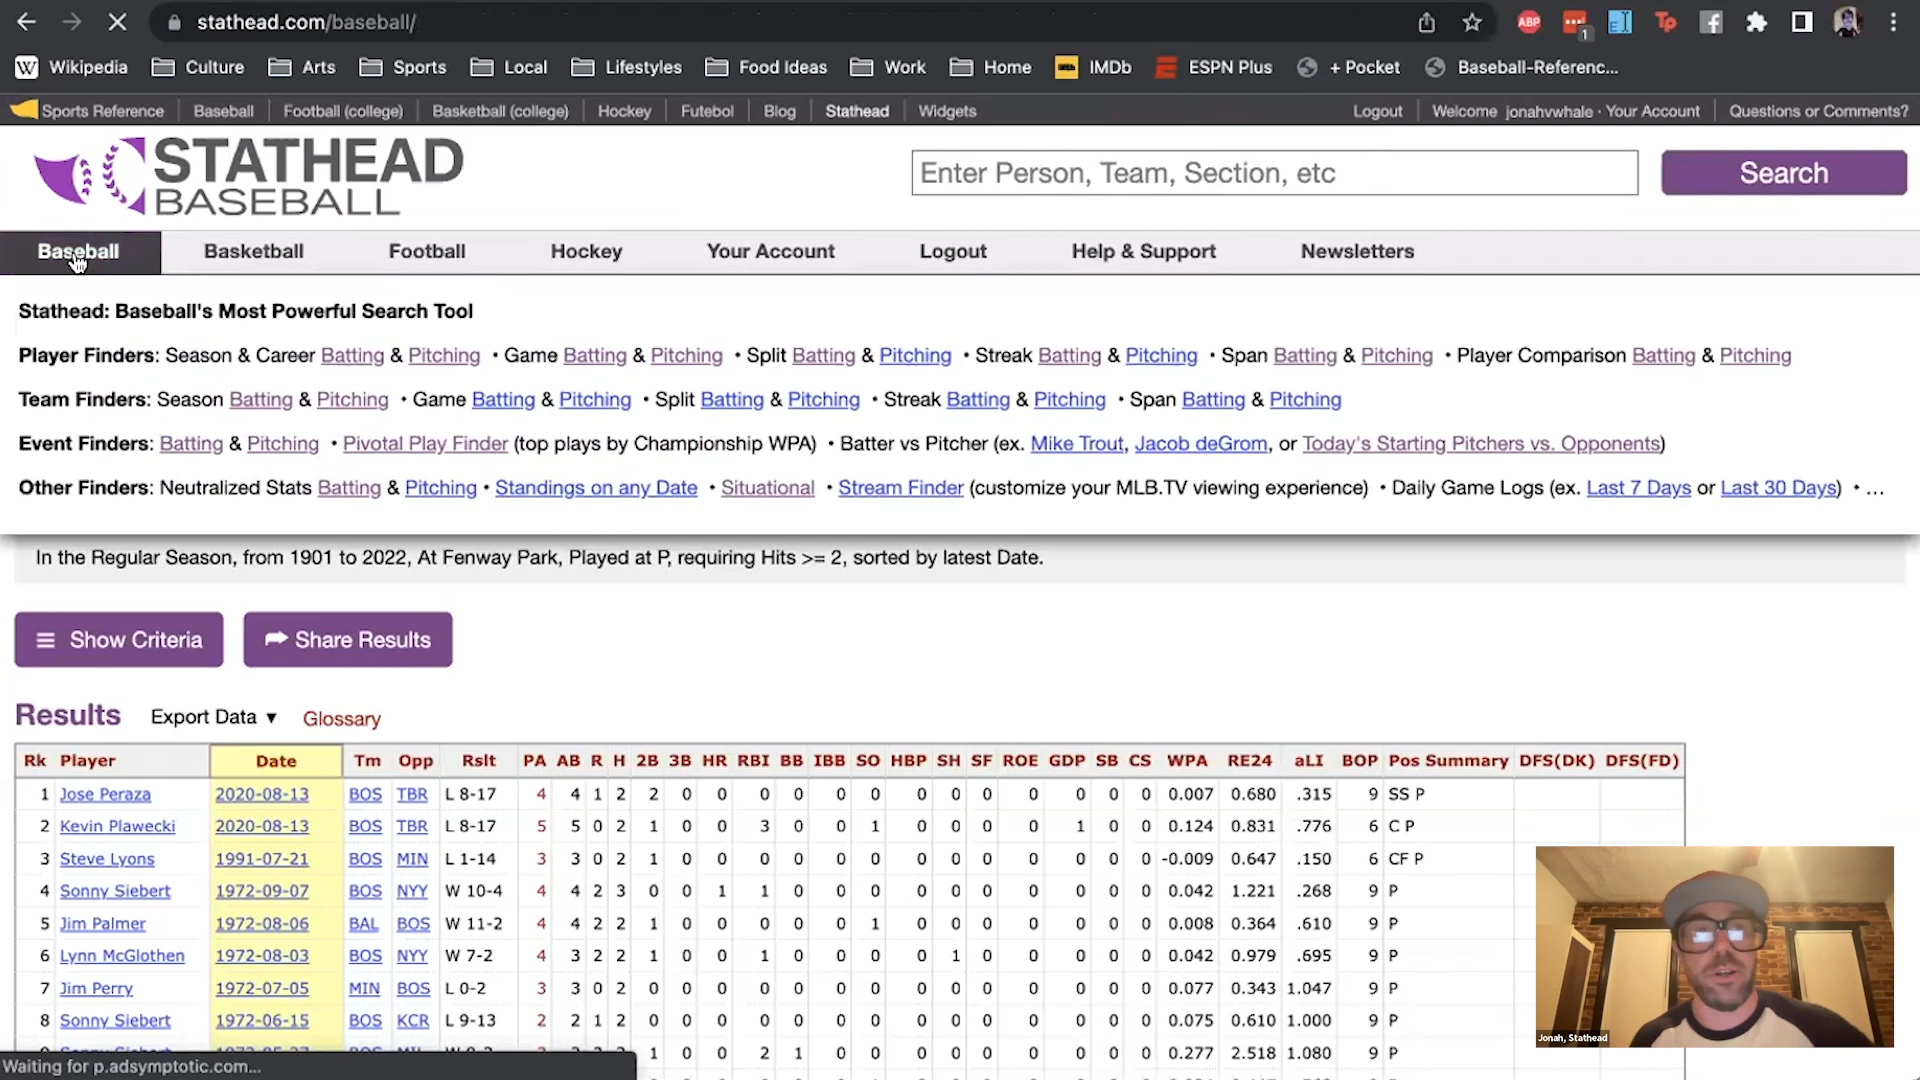 stathead.com/baseball/
ABP 1 Tp
W Wikipedia Culture Arts Sports Local Lifestyles Food Ideas Work Home IMDb ESPN Plus + Pocket Baseball-Referenc...
Sports Reference Baseball Football (college) Basketball (college) Hockey Futebol Blog Stathead Widgets Logout Welcome jonahvwhale · Your Account Questions or Comments?
STATHEAD
BASEBALL
Enter Person, Team, Section, etc Search
Baseball Basketball Football Hockey Your Account Logout Help & Support Newsletters
Stathead: Baseball's Most Powerful Search Tool
Player Finders: Season & Career Batting & Pitching • Game Batting & Pitching • Split Batting & Pitching • Streak Batting & Pitching • Span Batting & Pitching • Player Comparison Batting & Pitching
Team Finders: Season Batting & Pitching • Game Batting & Pitching • Split Batting & Pitching • Streak Batting & Pitching • Span Batting & Pitching
Event Finders: Batting & Pitching • Pivotal Play Finder (top plays by Championship WPA) • Batter vs Pitcher (ex. Mike Trout, Jacob deGrom, or Today's Starting Pitchers vs. Opponents)
Other Finders: Neutralized Stats Batting & Pitching • Standings on any Date • Situational • Stream Finder (customize your MLB.TV viewing experience) • Daily Game Logs (ex. Last 7 Days or Last 30 Days) • ...
In the Regular Season, from 1901 to 2022, At Fenway Park, Played at P, requiring Hits >= 2, sorted by latest Date.
Show Criteria Share Results
Results Export Data ▼ Glossary
Rk Player Date Tm Opp Rslt PA AB R H 2B 3B HR RBI BB IBB SO HBP SH SF ROE GDP SB CS WPA RE24 aLI BOP Pos Summary DFS(DK) DFS(FD)
1 Jose Peraza 2020-08-13 BOS TBR L 8-17 4 4 1 2 2 0 0 0 0 0 0 0 0 0 0 0 0 0 0.007 0.680 .315 9 SS P
2 Kevin Plawecki 2020-08-13 BOS TBR L 8-17 5 5 0 2 1 0 0 3 0 0 1 0 0 0 0 1 0 0 0.124 0.831 .776 6 C P
3 Steve Lyons 1991-07-21 BOS MIN L 1-14 3 3 0 2 1 0 0 0 0 0 0 0 0 0 0 0 0 0 -0.009 0.647 .150 6 CF P
4 Sonny Siebert 1972-09-07 BOS NYY W 10-4 4 4 2 3 0 0 1 1 0 0 0 0 0 0 0 0 0 0 0.042 1.221 .268 9 P
5 Jim Palmer 1972-08-06 BAL BOS W 11-2 4 4 2 2 1 0 0 0 0 0 1 0 0 0 0 0 0 0 0.008 0.364 .610 9 P
6 Lynn McGlothen 1972-08-03 BOS NYY W 7-2 4 3 2 2 1 0 0 1 0 0 0 0 1 0 0 0 0 0 0.042 0.979 .695 9 P
7 Jim Perry 1972-07-05 MIN BOS L 0-2 3 3 0 2 0 0 0 0 0 0 0 0 0 0 0 0 0 0 0.077 0.343 1.047 9 P
8 Sonny Siebert 1972-06-15 BOS KCR L 9-13 2 2 1 2 0 0 0 0 0 0 0 0 0 0 0 0 0 0 0.075 0.610 1.000 9 P
1 0 0 2 1 0 0 0 0 0 0 0 0 0 0.277 2.518 1.080 9 P
Jonah, Stathead
Waiting for p.adsymptotic.com...